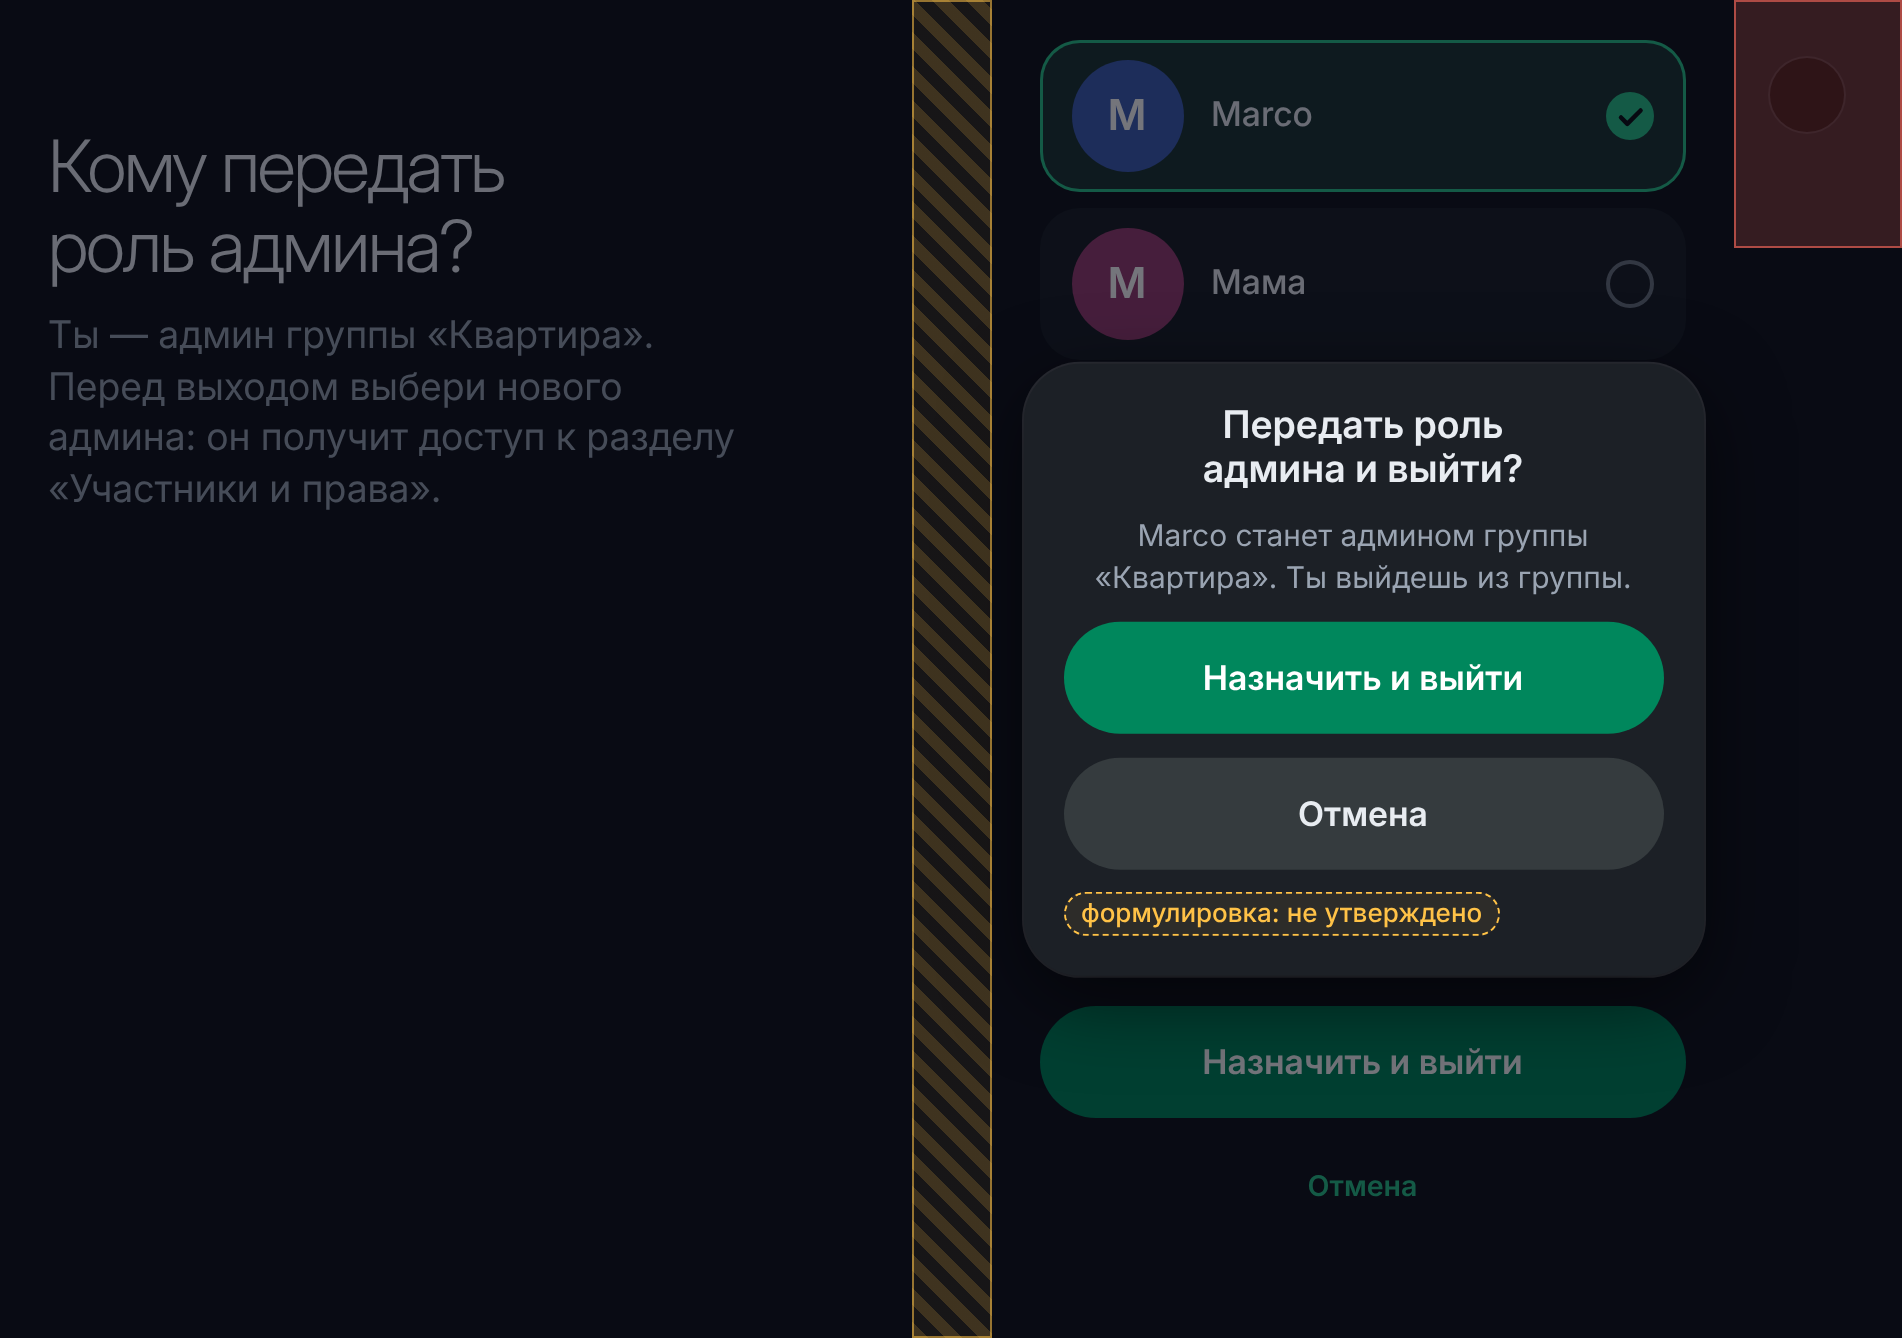 Кому передать
роль админа?
Ты — админ группы «Квартира».
Перед выходом выбери нового
админа: он получит доступ к разделу
«Участники и права».
M
Marco
М
Мама
Передать роль
админа и выйти?
Marco станет админом группы
«Квартира». Ты выйдешь из группы.
Назначить и выйти
Отмена
формулировка: не утверждено
Назначить и выйти
Отмена